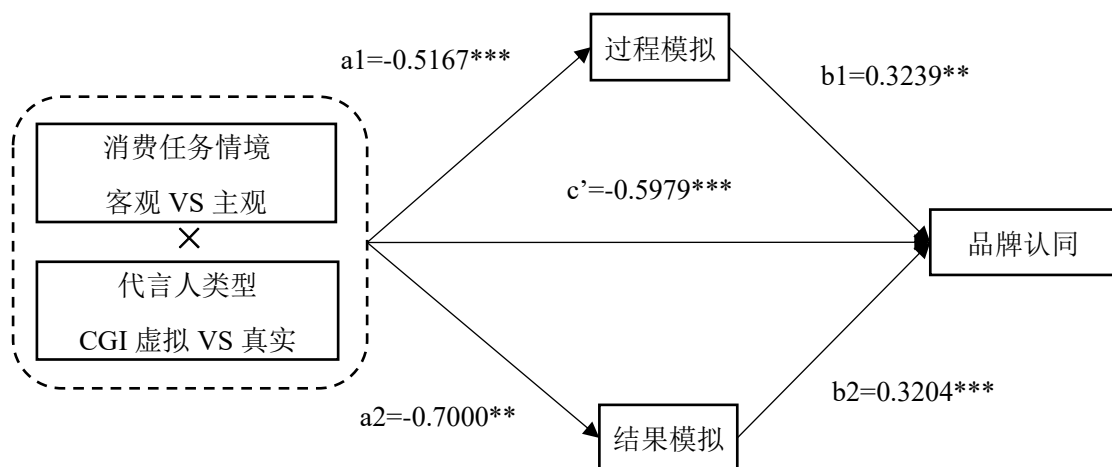 过程模拟
a1=-0.5167***
b1=0.3239**
消费任务情境
客观 VS 主观
×
代言人类型
CGI 虚拟 VS 真实
c’=-0.5979***
品牌认同
a2=-0.7000**
b2=0.3204***
结果模拟